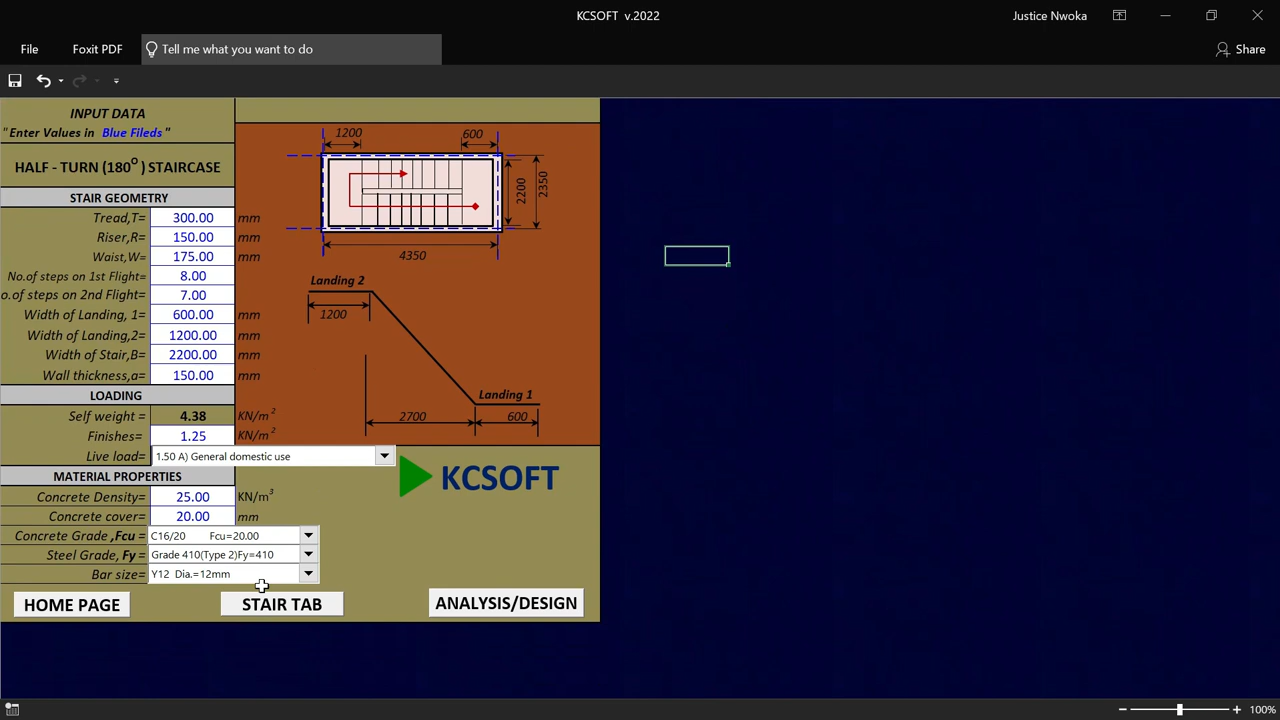 KCSOFT v.2022
Justice Nwoka
File
Foxit PDF
Tell me what you want to do
Share
INPUT DATA
"Enter Values in Blue Fileds "
HALF - TURN (180⁰) STAIRCASE
STAIR GEOMETRY
Tread,T= 300.00 mm
Riser,R= 150.00 mm
Waist,W= 175.00 mm
No.of steps on 1st Flight= 8.00
o.of steps on 2nd Flight= 7.00
Width of Landing, 1= 600.00 mm
Width of Landing,2= 1200.00 mm
Width of Stair,B= 2200.00 mm
Wall thickness,a= 150.00 mm
LOADING
Self weight = 4.38 KN/m²
Finishes= 1.25 KN/m²
Live load= 1.50 A) General domestic use
MATERIAL PROPERTIES
Concrete Density= 25.00 KN/m³
Concrete cover= 20.00 mm
Concrete Grade ,Fcu = C16/20 Fcu=20.00
Steel Grade, Fy = Grade 410(Type 2)Fy=410
Bar size= Y12 Dia.=12mm
1200
600
2200
2350
4350
Landing 2
1200
Landing 1
2700
600
KCSOFT
HOME PAGE
STAIR TAB
ANALYSIS/DESIGN
100%